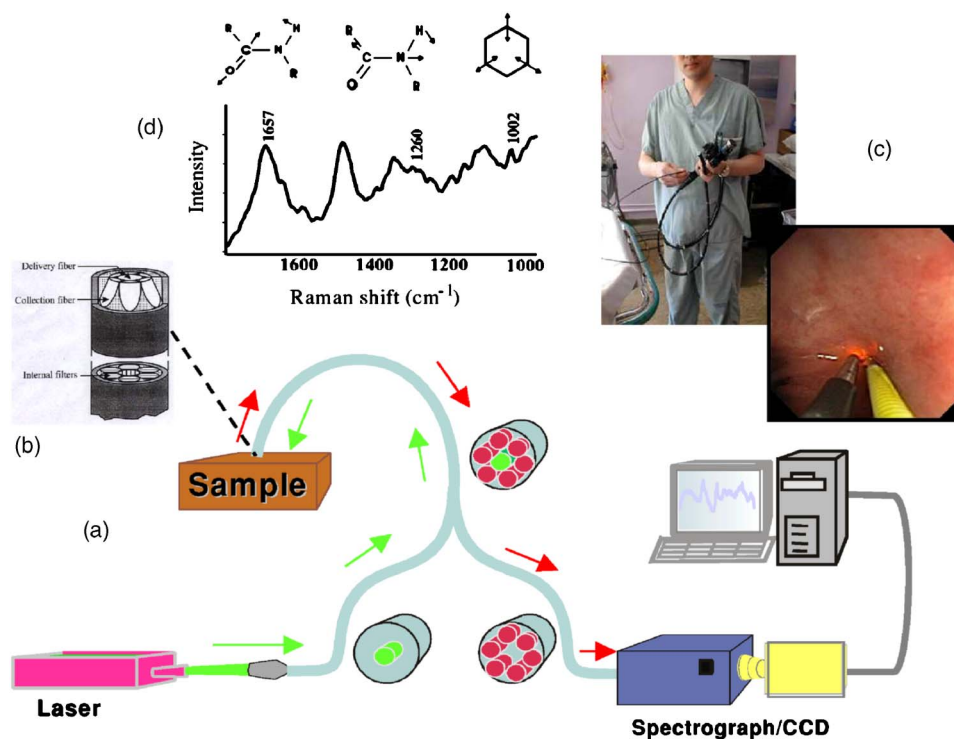 R
H
C
N
O
R
R
H
C
N
O
R
(d)
1657
1260
1002
Intensity
1600
1400
1200
1000
Raman shift (cm⁻¹)
(c)
Delivery fiber
Collection fiber
Internal filters
(b)
Sample
(a)
Laser
Spectrograph/CCD